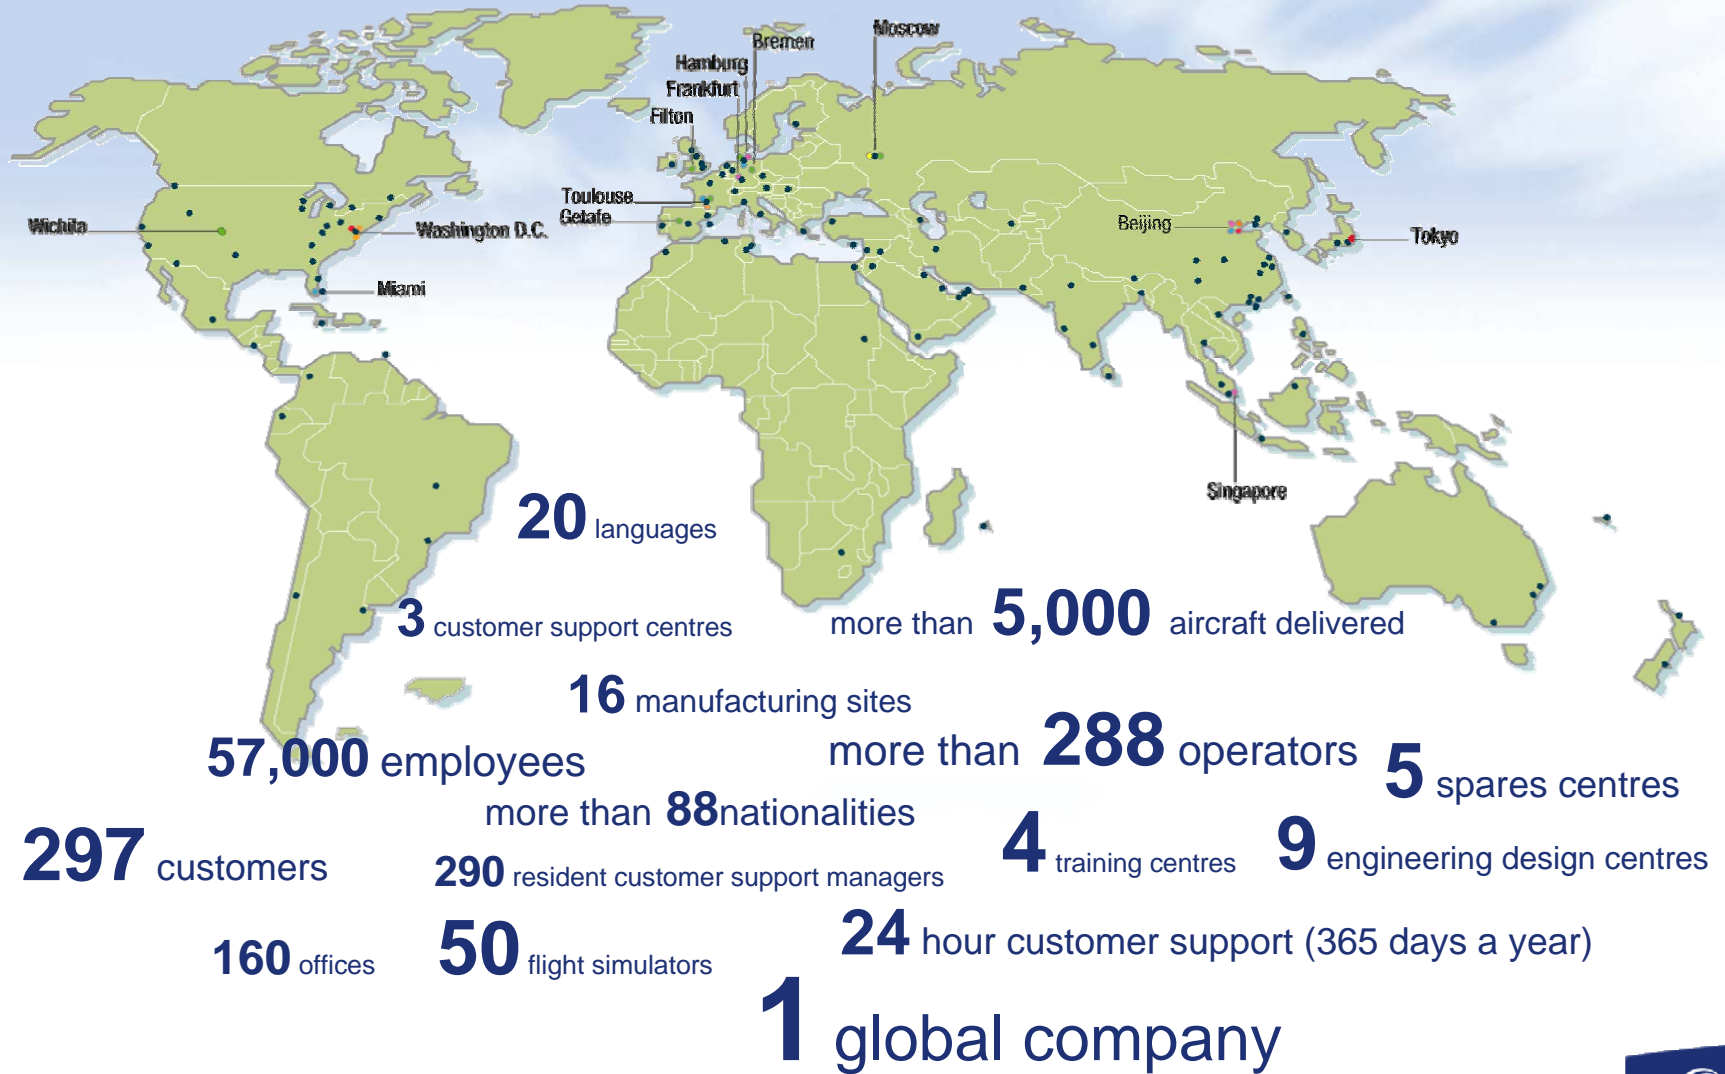 Moscow
Bremen
Hamburg
Frankfurt
Filton
Toulouse
Getafe
Wichita
Washington D.C.
Beijing
Tokyo
Miami
Singapore
20 languages
3 customer support centres
more than 5,000 aircraft delivered
16 manufacturing sites
57,000 employees
more than 288 operators
5 spares centres
more than 88nationalities
297 customers
290 resident customer support managers
4 training centres
9 engineering design centres
160 offices
50 flight simulators
24 hour customer support (365 days a year)
1 global company